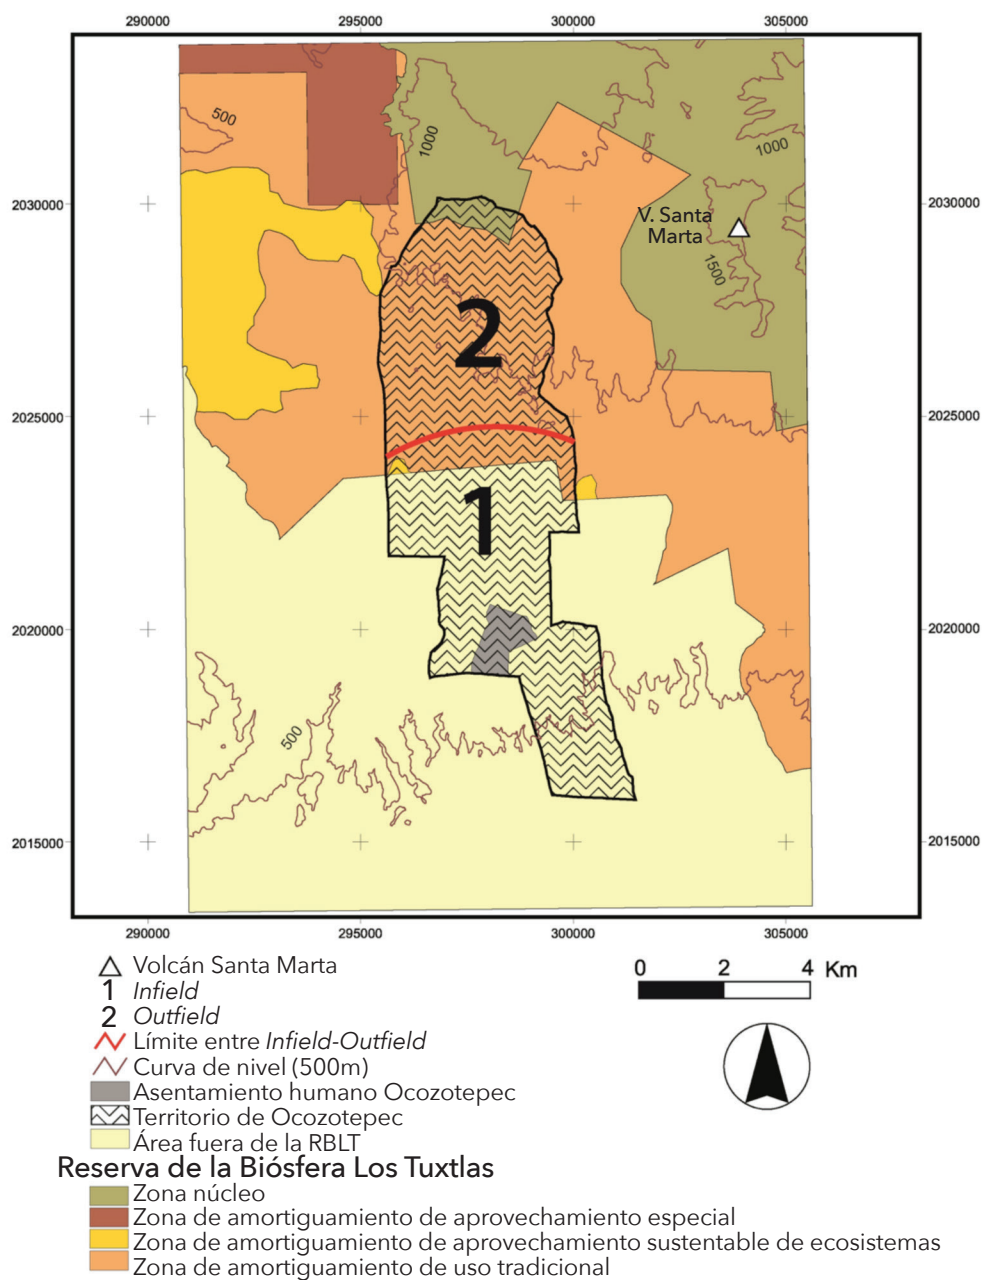 290000 295000 300000 305000
500
1000
1000
2030000 2030000
V. Santa
Marta
1500
2
2025000 2025000
1
2020000 2020000
500
2015000 2015000
290000 295000 300000 305000
Volcán Santa Marta
0 2 4 Km
1 Infield
2 Outfield
Límite entre Infield-Outfield
Curva de nivel (500m)
Asentamiento humano Ocozotepec
Territorio de Ocozotepec
Área fuera de la RBLT
Reserva de la Biósfera Los Tuxtlas
Zona núcleo
Zona de amortiguamiento de aprovechamiento especial
Zona de amortiguamiento de aprovechamiento sustentable de ecosistemas
Zona de amortiguamiento de uso tradicional